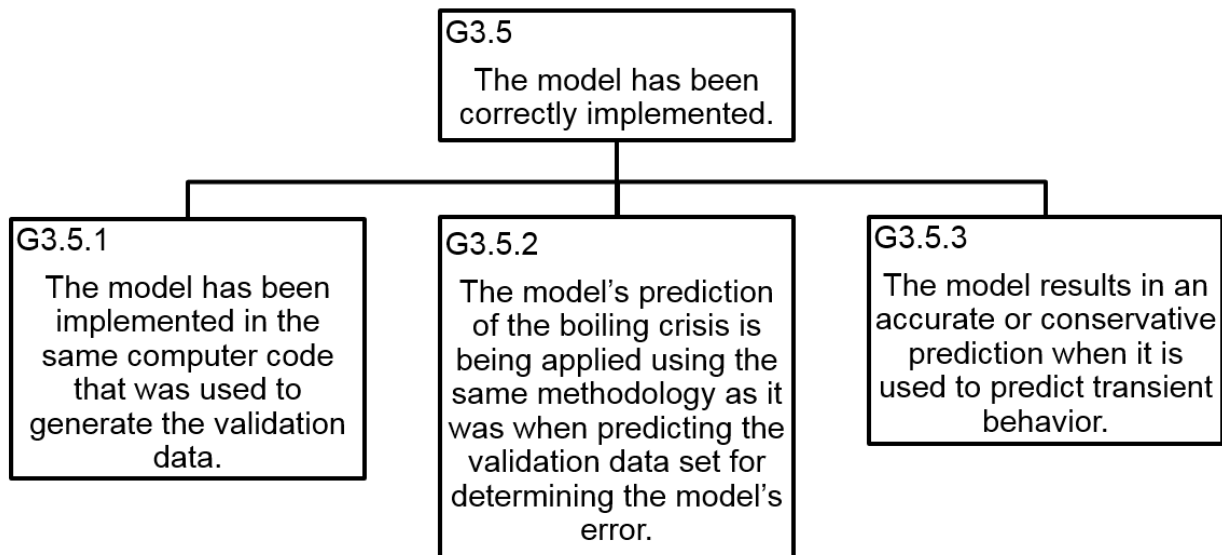 G3.5
The model has been
correctly implemented.
G3.5.1
The model has been
implemented in the
same computer code
that was used to
generate the validation
data.
G3.5.2
The model’s prediction
of the boiling crisis is
being applied using the
same methodology as it
was when predicting the
validation data set for
determining the model’s
error.
G3.5.3
The model results in an
accurate or conservative
prediction when it is
used to predict transient
behavior.